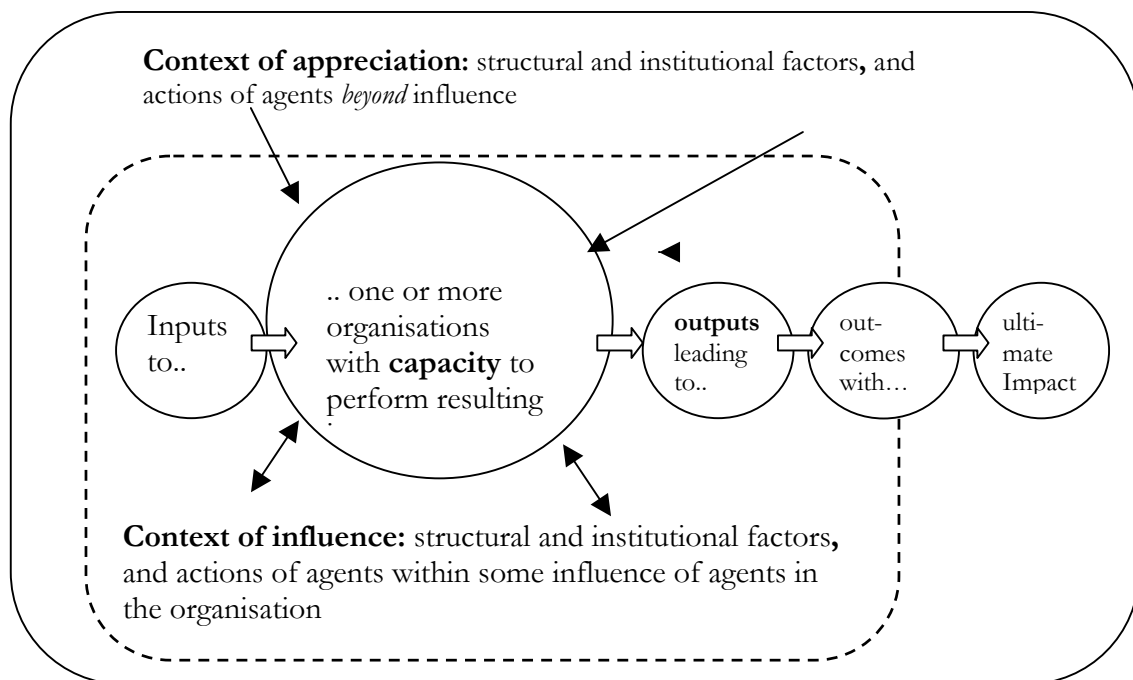 Context of appreciation: structural and institutional factors, and
actions of agents beyond influence
Inputs
to..
.. one or more
organisations
with capacity to
perform resulting
outputs
leading
to..
out-
comes
with…
ulti-
mate
Impact
Context of influence: structural and institutional factors,
and actions of agents within some influence of agents in
the organisation